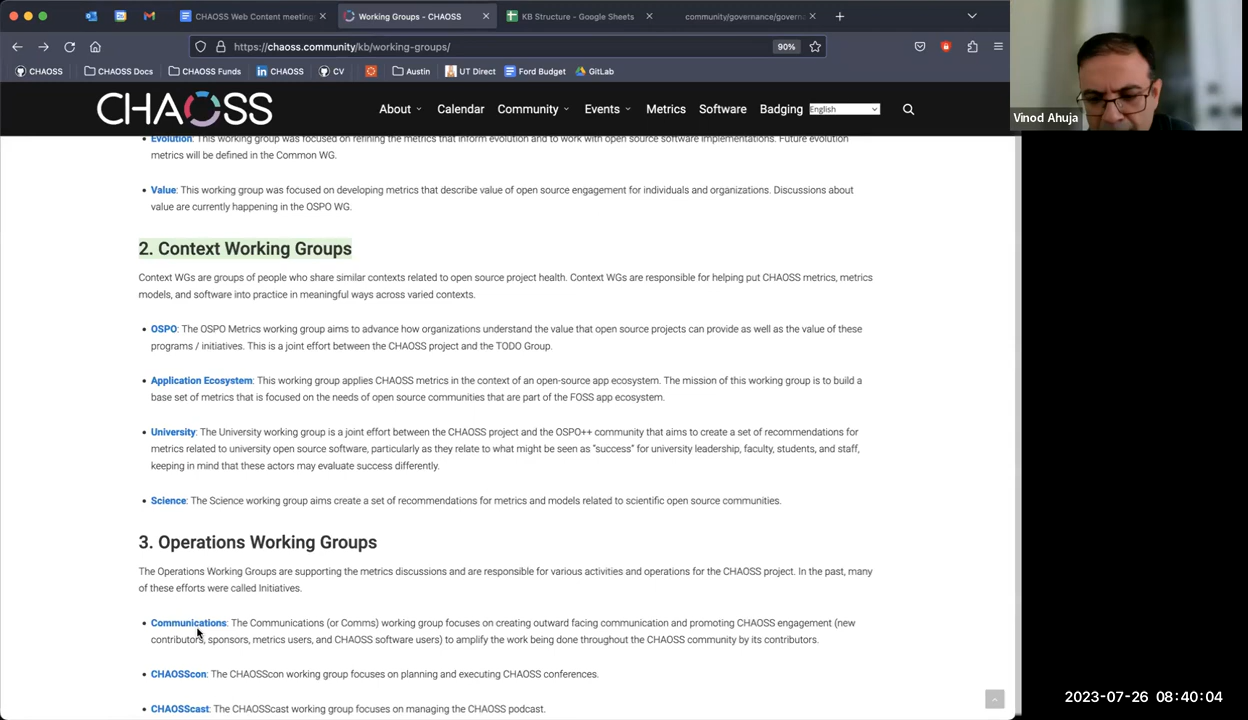 CHAOSS Web Content meeting
Working Groups - CHAOSS
KB Structure - Google Sheets
community/governance/govern
https://chaoss.community/kb/working-groups/
90%
CHAOSS
CHAOSS Docs
CHAOSS Funds
CHAOSS
CV
Austin
UT Direct
Ford Budget
GitLab
CHAOSS
About
Calendar
Community
Events
Metrics
Software
Badging
English
Vinod Ahuja
• Evolution: This working group was focused on refining the metrics that inform evolution and to work with open source software implementations. Future evolution
metrics will be defined in the Common WG.
• Value: This working group was focused on developing metrics that describe value of open source engagement for individuals and organizations. Discussions about
value are currently happening in the OSPO WG.
2. Context Working Groups
Context WGs are groups of people who share similar contexts related to open source project health. Context WGs are responsible for helping put CHAOSS metrics, metrics
models, and software into practice in meaningful ways across varied contexts.
• OSPO: The OSPO Metrics working group aims to advance how organizations understand the value that open source projects can provide as well as the value of these
programs / initiatives. This is a joint effort between the CHAOSS project and the TODO Group.
• Application Ecosystem: This working group applies CHAOSS metrics in the context of an open-source app ecosystem. The mission of this working group is to build a
base set of metrics that is focused on the needs of open source communities that are part of the FOSS app ecosystem.
• University: The University working group is a joint effort between the CHAOSS project and the OSPO++ community that aims to create a set of recommendations for
metrics related to university open source software, particularly as they relate to what might be seen as “success” for university leadership, faculty, students, and staff,
keeping in mind that these actors may evaluate success differently.
• Science: The Science working group aims create a set of recommendations for metrics and models related to scientific open source communities.
3. Operations Working Groups
The Operations Working Groups are supporting the metrics discussions and are responsible for various activities and operations for the CHAOSS project. In the past, many
of these efforts were called Initiatives.
• Communications: The Communications (or Comms) working group focuses on creating outward facing communication and promoting CHAOSS engagement (new
contributors, sponsors, metrics users, and CHAOSS software users) to amplify the work being done throughout the CHAOSS community by its contributors.
• CHAOSScon: The CHAOSScon working group focuses on planning and executing CHAOSS conferences.
• CHAOSScast: The CHAOSScast working group focuses on managing the CHAOSS podcast.
2023-07-26 08:40:04